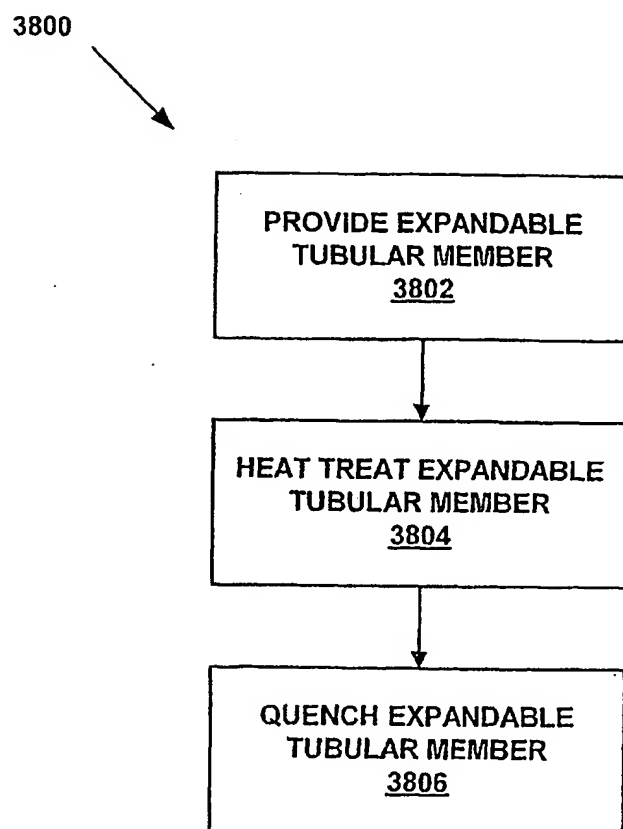 3800
PROVIDE EXPANDABLE
TUBULAR MEMBER
3802
HEAT TREAT EXPANDABLE
TUBULAR MEMBER
3804
QUENCH EXPANDABLE
TUBULAR MEMBER
3806